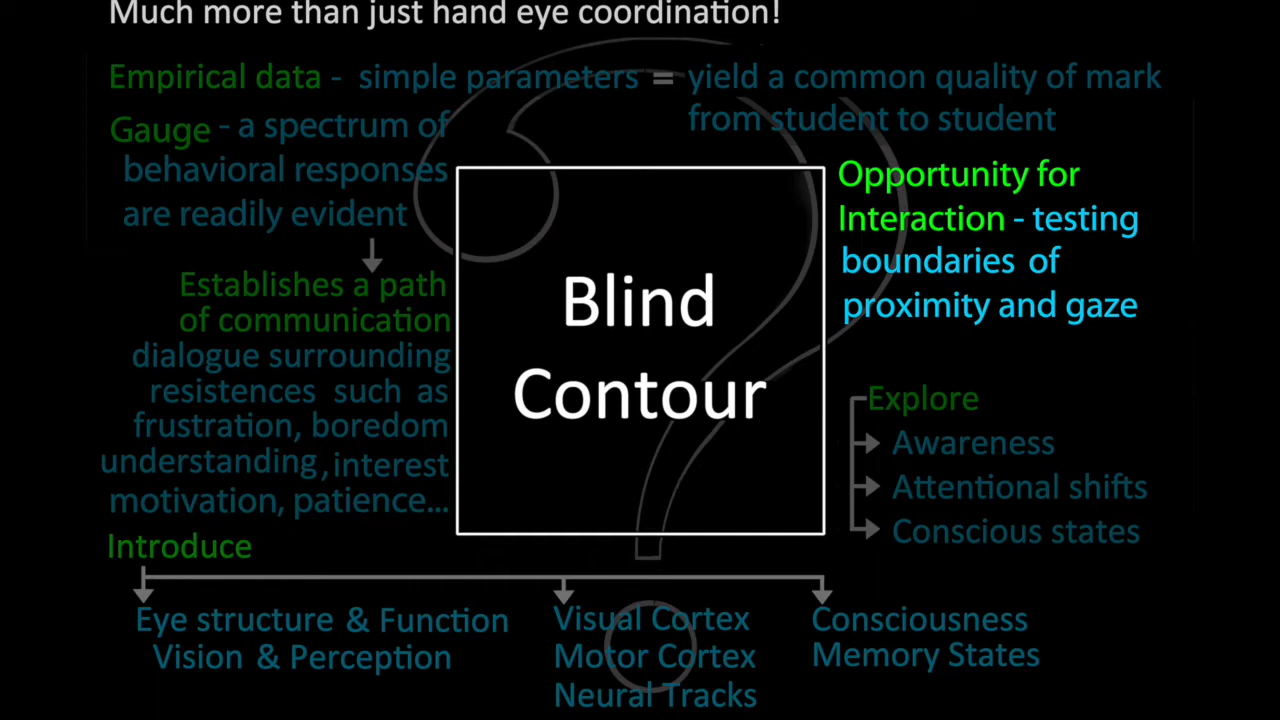 Much more than just hand eye coordination!
Empirical data - simple parameters = yield a common quality of mark
from student to student
Gauge - a spectrum of
behavioral responses
are readily evident
Establishes a path
of communication
dialogue surrounding
resistences such as
frustration, boredom
understanding, interest
motivation, patience...
Blind
Contour
Opportunity for
Interaction - testing
boundaries of
proximity and gaze
Explore
Awareness
Attentional shifts
Conscious states
Introduce
Eye structure & Function
Vision & Perception
Visual Cortex
Motor Cortex
Neural Tracks
Consciousness
Memory States